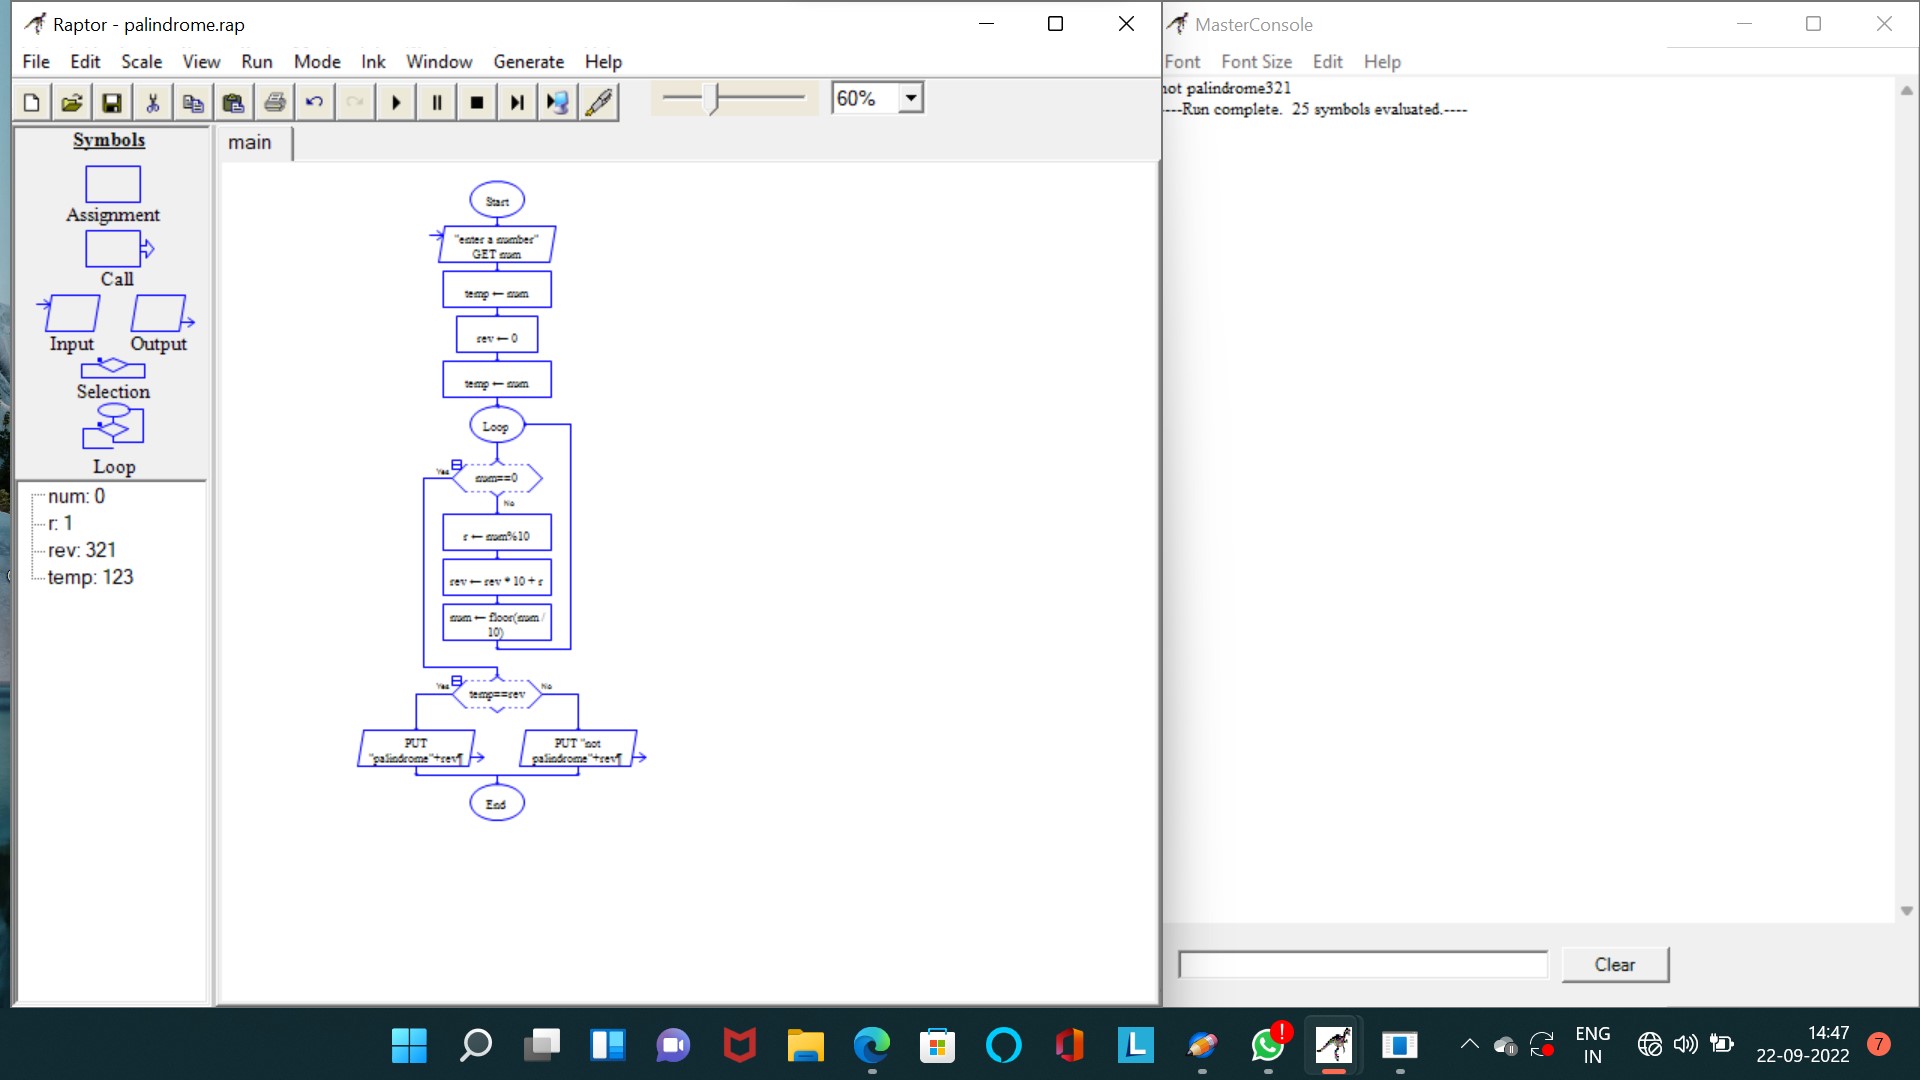 Raptor - palindrome.rap
File Edit Scale View Run Mode Ink Window Generate Help
60%
Symbols
Assignment
Call
Input Output
Selection
Loop
num: 0
r: 1
rev: 321
temp: 123
main
Start
"enter a number"
GET num
temp ← num
rev ← 0
temp ← num
Loop
Yes
num==0
No
r ← num%10
rev ← rev * 10 + r
num ← floor(num /
10)
Yes
temp==rev
No
PUT
"palindrome"+rev¶
PUT "not
palindrome"+rev¶
End
MasterConsole
Font Font Size Edit Help
not palindrome321
----Run complete.  25 symbols evaluated.----
Clear
L
!
ENG
IN
14:47
22-09-2022
7